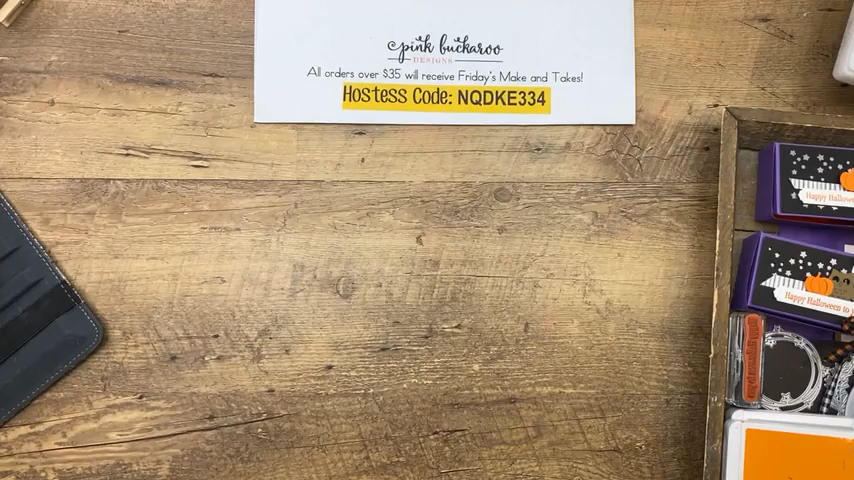 pink buckaroo
DESIGNS
All orders over $35 will receive Friday's Make and Takes!
Hostess Code: NQDKE334
Happy Hallowe
Happy Halloween to y